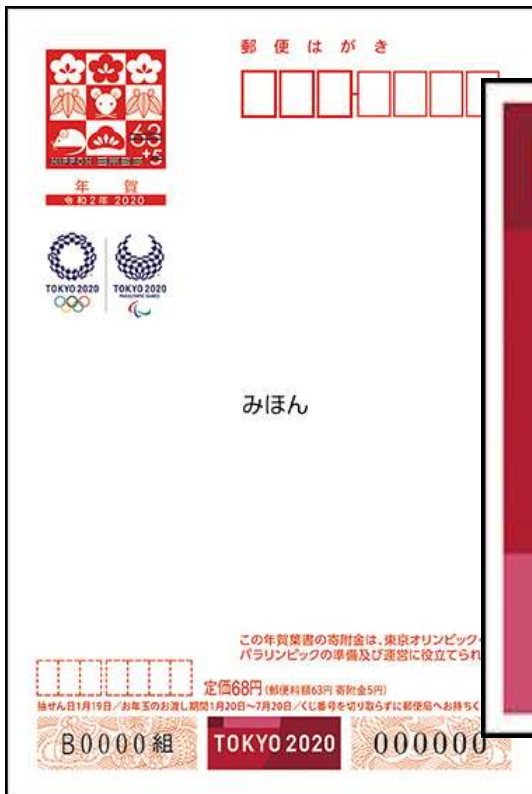 郵便はがき
63
+5
NIPPON 日本郵便
年賀
令和2年 2020
TOKYO 2020
TOKYO 2020
PARALYMPIC GAMES
みほん
この年賀葉書の寄附金は、東京オリンピック・
パラリンピックの準備及び運営に役立てられ
定価68円(郵便料額63円 寄附金5円)
抽せん日1月19日/お年玉のお渡し期間1月20日〜7月20日/くじ番号を切り取らずに郵便局へお持ちく
B0000組 TOKYO 2020 000000